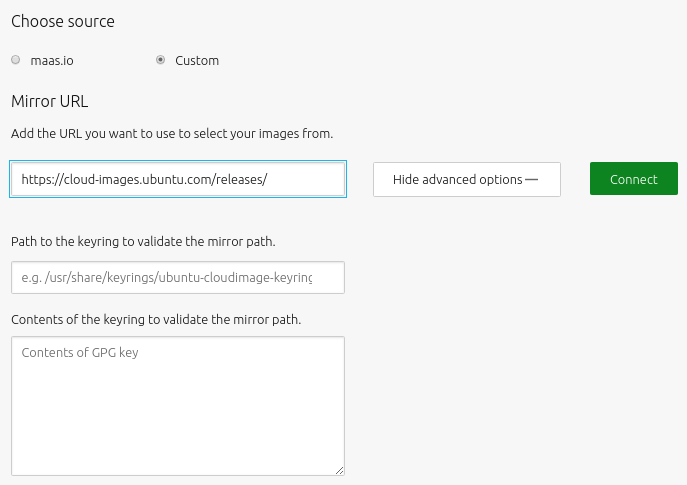 Choose source
maas.io
Custom
Mirror URL
Add the URL you want to use to select your images from.
https://cloud-images.ubuntu.com/releases/
Hide advanced options
Connect
Path to the keyring to validate the mirror path.
e.g. /usr/share/keyrings/ubuntu-cloudimage-keyring
Contents of the keyring to validate the mirror path.
Contents of GPG key